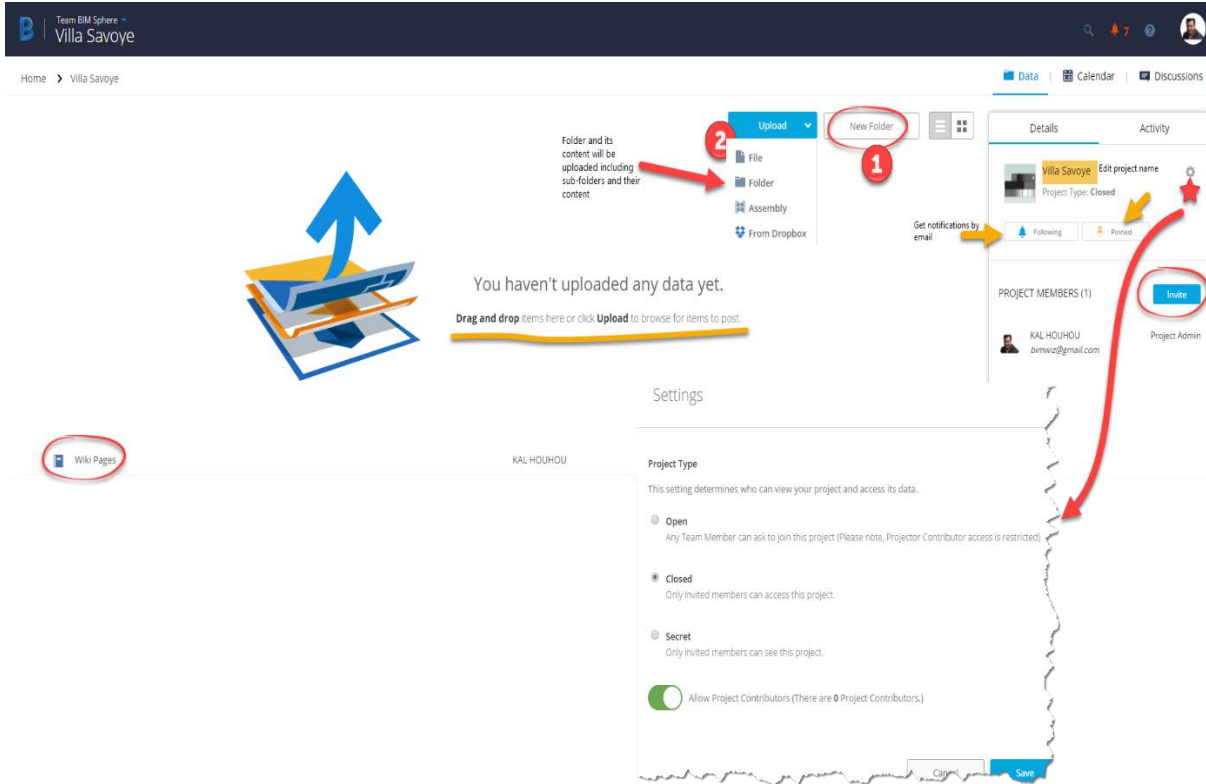 Team BIM Sphere
Villa Savoye
7
Home > Villa Savoye
Data
Calendar
Discussions
Upload
New Folder
2
1
Folder and its
content will be
uploaded including
sub-folders and their
content
File
Folder
Assembly
From Dropbox
Details
Activity
Villa Savoye
Edit project name
Project Type: Closed
Get notifications by
email
Following
Pinned
You haven't uploaded any data yet.
Drag and drop items here or click Upload to browse for items to post.
PROJECT MEMBERS (1)
Invite
KAL HOUHOU
Project Admin
bimwiz@gmail.com
Wiki Pages
KAL HOUHOU
Settings
Project Type
This setting determines who can view your project and access its data.
Open
Any Team Member can ask to join this project (Please note, Projector Contributor access is restricted)
Closed
Only invited members can access this project.
Secret
Only invited members can see this project.
Allow Project Contributors (There are 0 Project Contributors.)
Cancel
Save